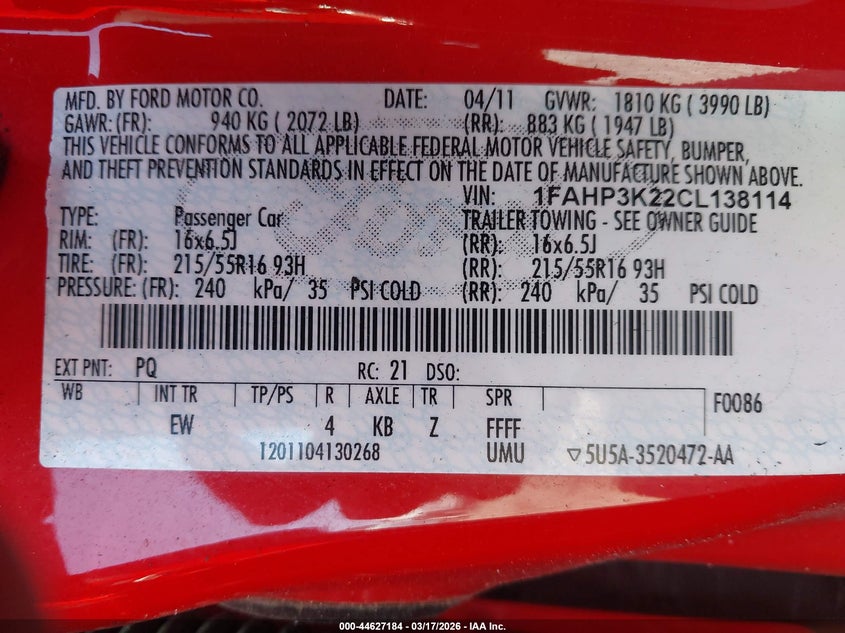 MFD. BY FORD MOTOR CO. DATE: 04/11 GVWR: 1810 KG ( 3990 LB)
GAWR: (FR): 940 KG ( 2072 LB) (RR): 883 KG ( 1947 LB)
THIS VEHICLE CONFORMS TO ALL APPLICABLE FEDERAL MOTOR VEHICLE SAFETY, BUMPER,
AND THEFT PREVENTION STANDARDS IN EFFECT ON THE DATE OF MANUFACTURE SHOWN ABOVE.
VIN: 1FAHP3K22CL138114
TYPE: Passenger Car TRAILER TOWING - SEE OWNER GUIDE
RIM: (FR): 16x6.5J (RR): 16x6.5J
TIRE: (FR): 215/55R16 93H (RR): 215/55R16 93H
PRESSURE: (FR): 240 kPa/ 35 PSI COLD (RR): 240 kPa/ 35 PSI COLD
EXT PNT: PQ RC: 21 DSO:
WB INT TR TP/PS R AXLE TR SPR F0086
EW 4 KB Z FFFF
1201104130268 UMU ▽5U5A-3520472-AA
000-44627184 - 03/17/2026 - IAA Inc.